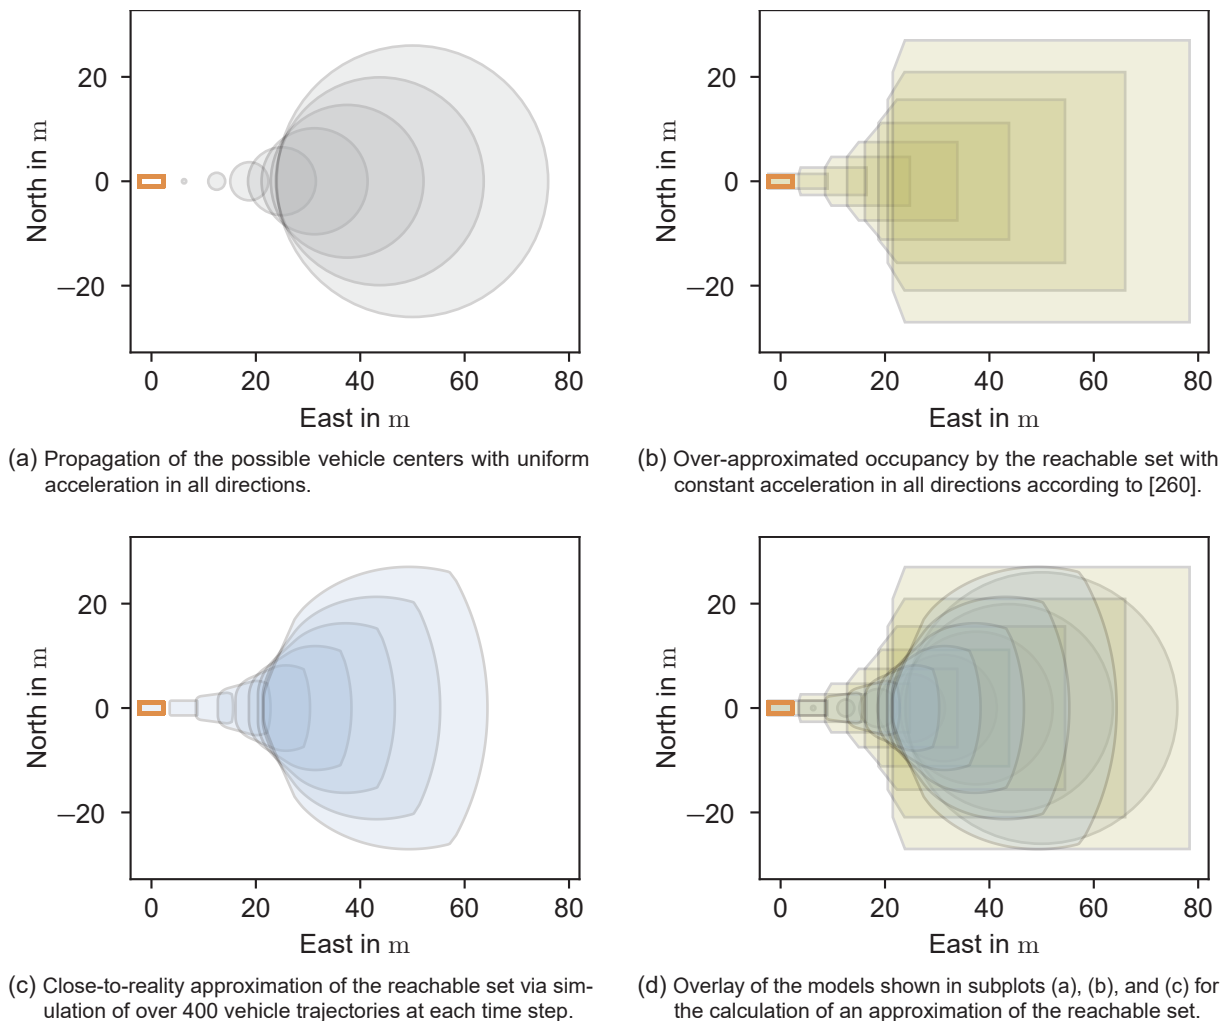 20
0
−20
North in m
0
20
40
60
80
East in m
20
0
−20
North in m
0
20
40
60
80
East in m
(a) Propagation of the possible vehicle centers with uniform
acceleration in all directions.
(b) Over-approximated occupancy by the reachable set with
constant acceleration in all directions according to [260].
20
0
−20
North in m
0
20
40
60
80
East in m
20
0
−20
North in m
0
20
40
60
80
East in m
(c) Close-to-reality approximation of the reachable set via sim-
ulation of over 400 vehicle trajectories at each time step.
(d) Overlay of the models shown in subplots (a), (b), and (c) for
the calculation of an approximation of the reachable set.